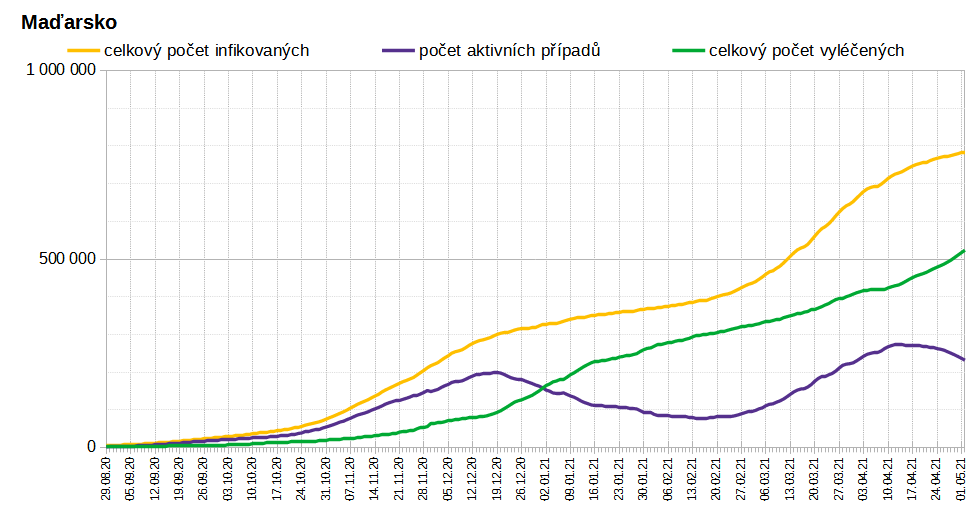 Maďarsko
celkový počet infikovaných počet aktivních případů celkový počet vyléčených
1 000 000
500 000
0
29.08.20 05.09.20 12.09.20 19.09.20 26.09.20 03.10.20 10.10.20 17.10.20 24.10.20 31.10.20 07.11.20 14.11.20 21.11.20 28.11.20 05.12.20 12.12.20 19.12.20 26.12.20 02.01.21 09.01.21 16.01.21 23.01.21 30.01.21 06.02.21 13.02.21 20.02.21 27.02.21 06.03.21 13.03.21 20.03.21 27.03.21 03.04.21 10.04.21 17.04.21 24.04.21 01.05.21